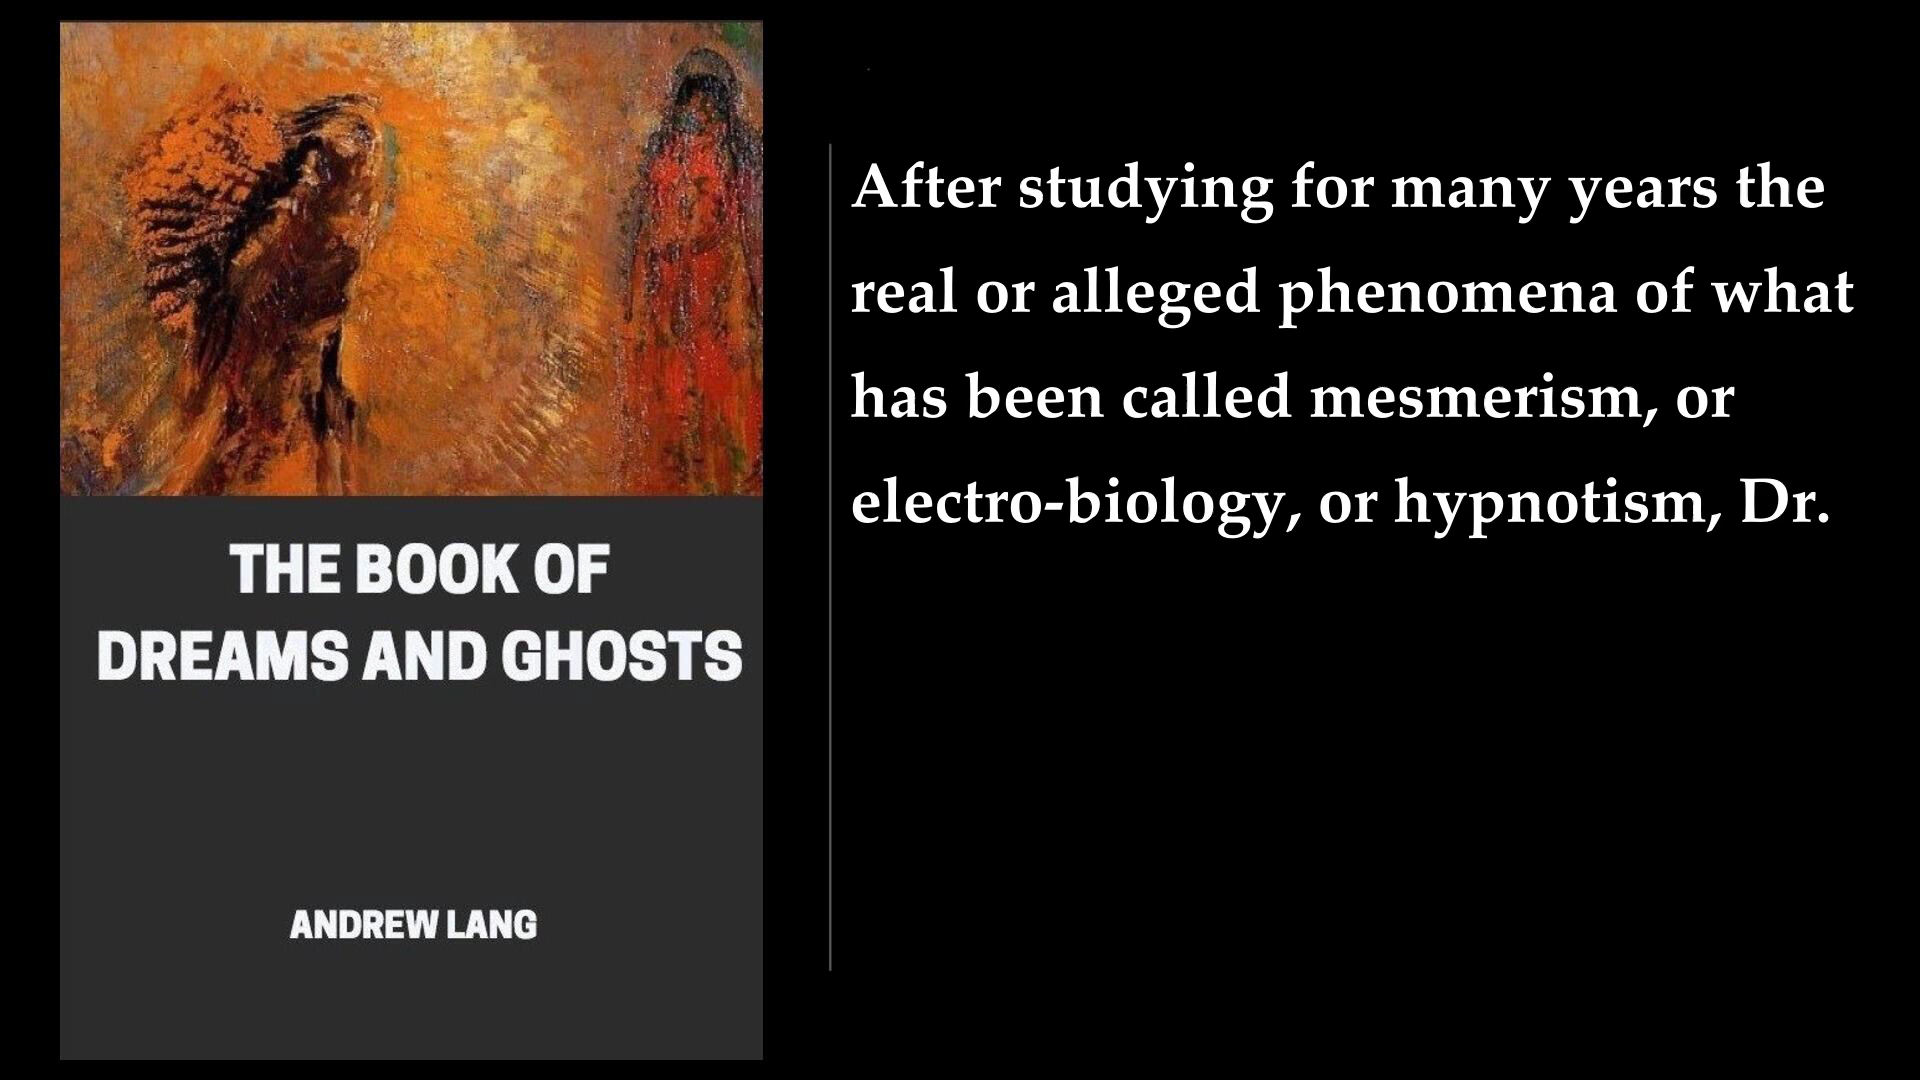 THE BOOK OF
DREAMS AND GHOSTS
ANDREW LANG
After studying for many years the
real or alleged phenomena of what
has been called mesmerism, or
electro-biology, or hypnotism, Dr.